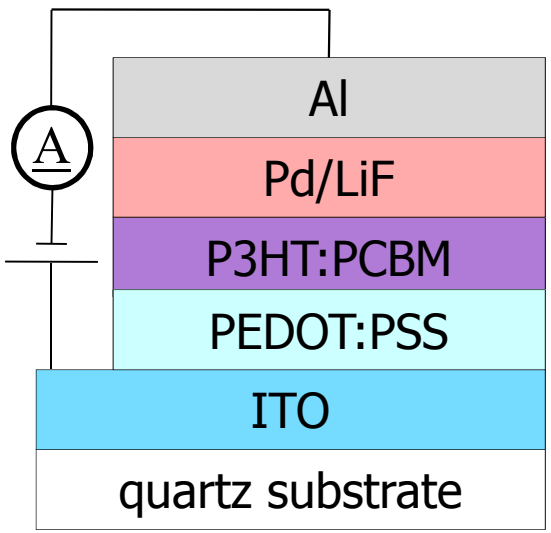 Al
A
Pd/LiF
P3HT:PCBM
PEDOT:PSS
ITO
quartz substrate